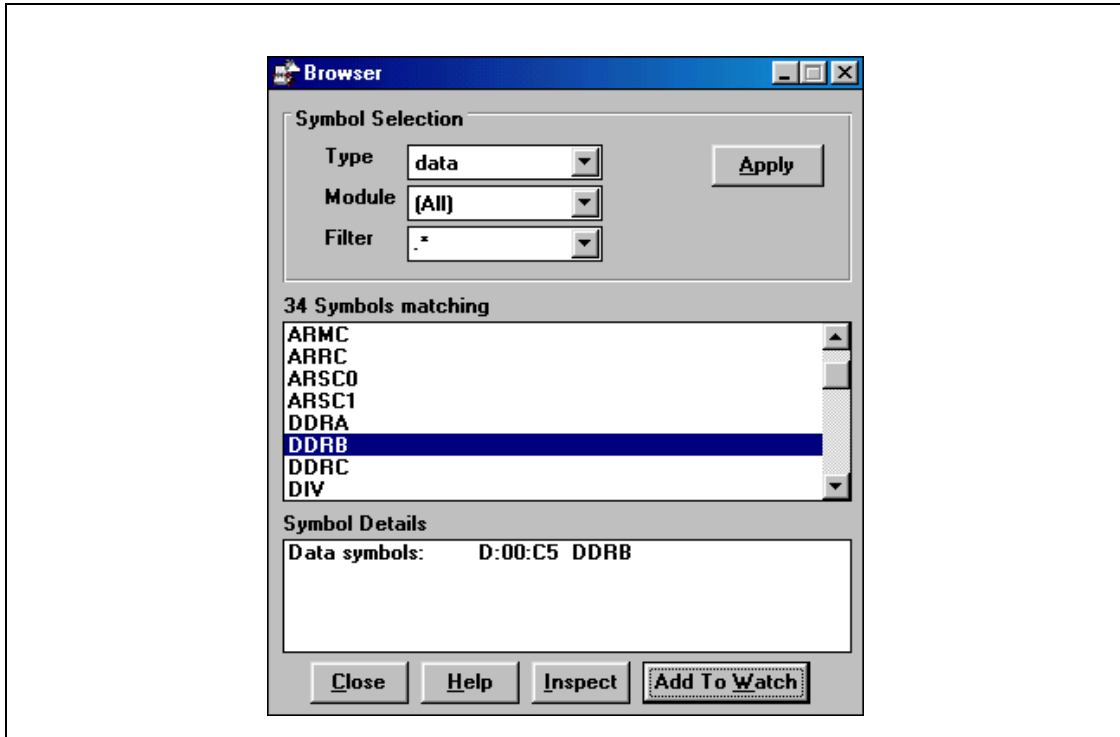 Browser
Symbol Selection
Type data
Apply
Module (All)
Filter .*
34 Symbols matching
ARMC
ARRC
ARSC0
ARSC1
DDRA
DDRB
DDRC
DIV
Symbol Details
Data symbols: D:00:C5 DDRB
Close Help Inspect Add To Watch